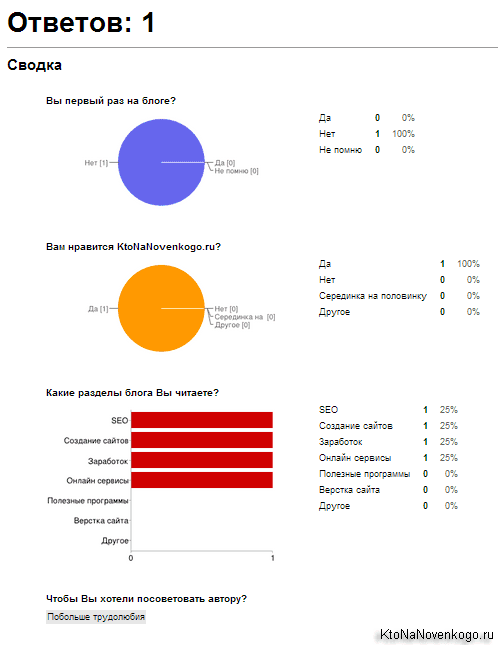 Ответов: 1
Сводка
Вы первый раз на блоге?
Нет [1]
Да [0]
Не помню [0]
Да 0 0%
Нет 1 100%
Не помню 0 0%
Вам нравится KtoNaNovenkogo.ru?
Да [1]
Нет [0]
Серединка на [0]
Другое [0]
Да 1 100%
Нет 0 0%
Серединка на половинку 0 0%
Другое 0 0%
Какие разделы блога Вы читаете?
SEO
Создание сайтов
Заработок
Онлайн сервисы
Полезные программы
Верстка сайта
Другое
0 1
SEO 1 25%
Создание сайтов 1 25%
Заработок 1 25%
Онлайн сервисы 1 25%
Полезные программы 0 0%
Верстка сайта 0 0%
Другое 0 0%
Чтобы Вы хотели посоветовать автору?
Побольше трудолюбия
KtoNaNovenkogo.ru